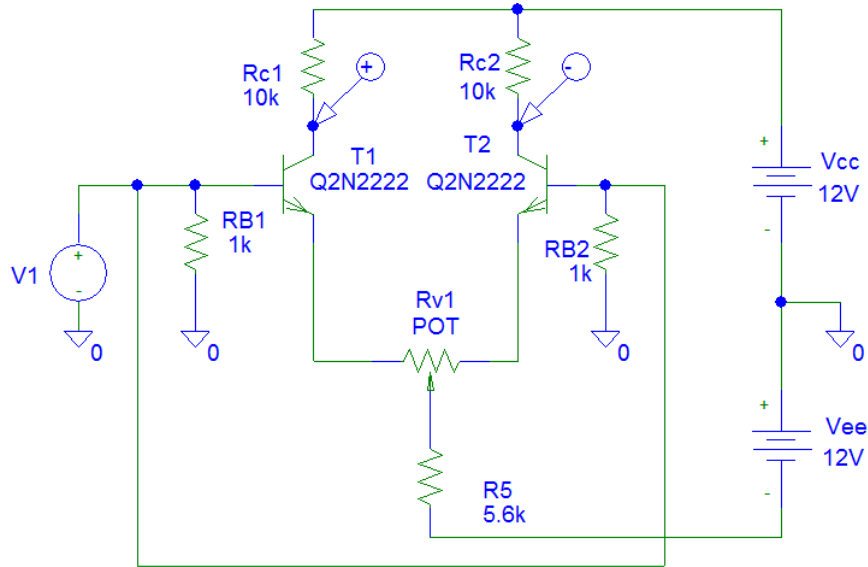 Rc1
10k
+
Rc2
10k
-
T1
Q2N2222
T2
Q2N2222
+
Vcc
12V
-
V1
+
-
0
RB1
1k
0
RB2
1k
0
0
Rv1
POT
R5
5.6k
+
Vee
12V
-